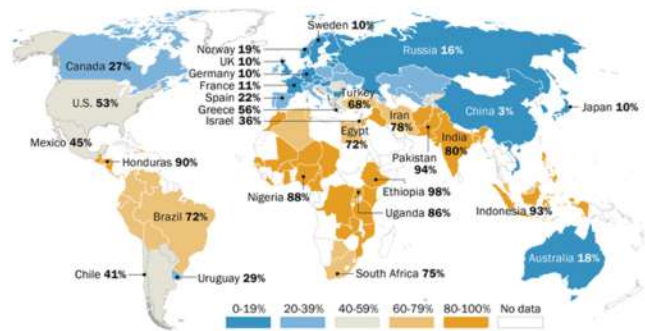 Sweden 10%
Norway 19%
UK 10%
Germany 10%
France 11%
Spain 22%
Greece 56%
Israel 36%
Russia 16%
Canada 27%
U.S. 53%
Mexico 45%
Honduras 90%
Turkey
68%
Iran
78%
China 3%
Japan 10%
Egypt
72%
India
80%
Pakistan
94%
Nigeria 88%
Ethiopia 98%
Uganda 86%
Indonesia 93%
Brazil 72%
Chile 41%
Uruguay 29%
South Africa 75%
Australia 18%
0-19% 20-39% 40-59% 60-79% 80-100% No data